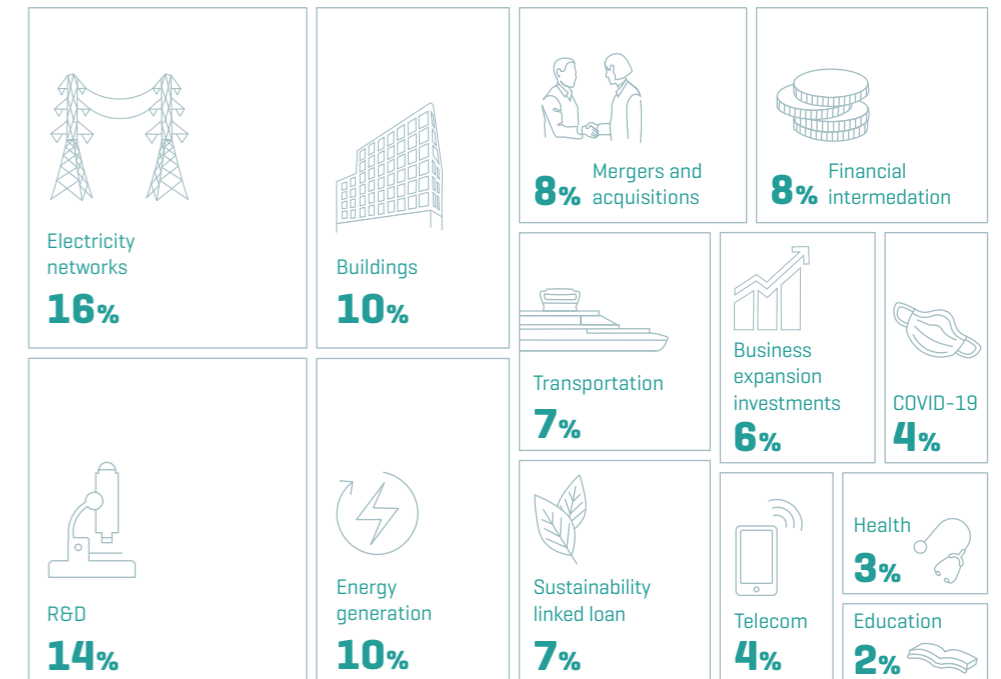 Electricity
networks
16%
Buildings
10%
8% Mergers and
acquisitions
8% Financial
intermedation
Transportation
7%
Business
expansion
investments
6%
COVID-19
4%
R&D
14%
Energy
generation
10%
Sustainability
linked loan
7%
Telecom
4%
Health
3%
Education
2%